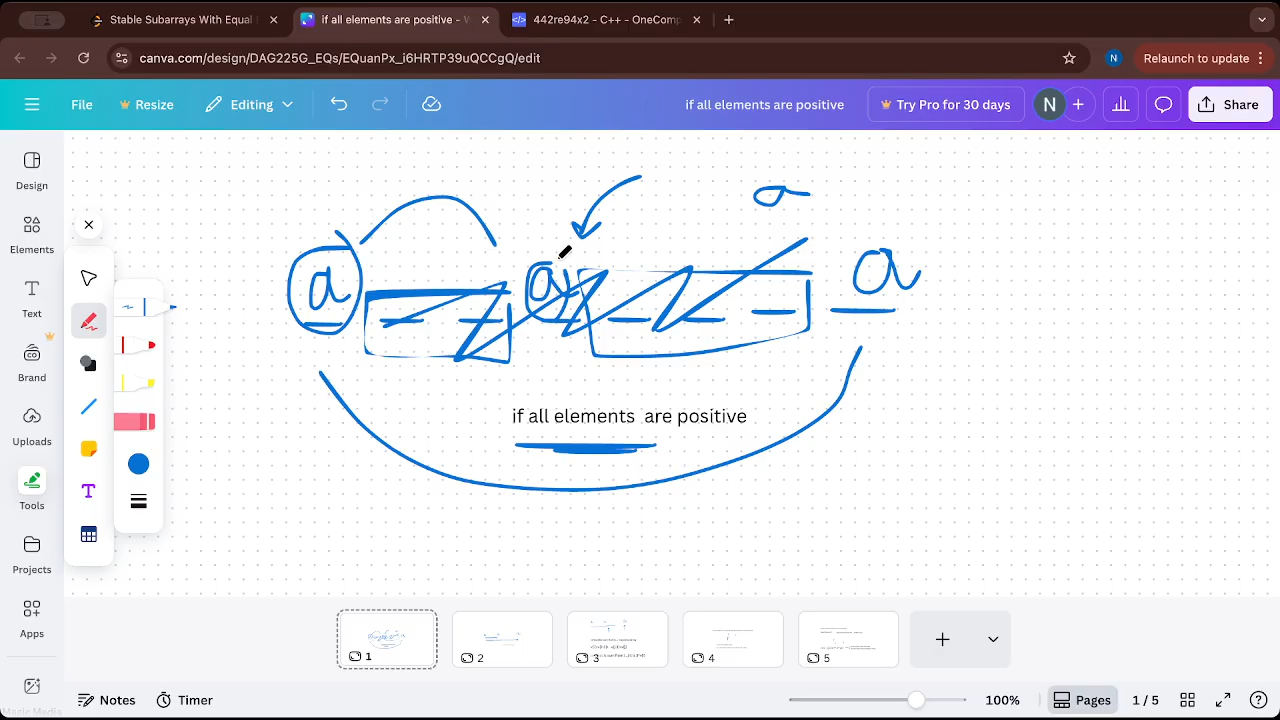 Stable Subarrays With Equal
if all elements are positive - W
442re94x2 - C++ - OneComp
canva.com/design/DAG225G_EQs/EQuanPx_i6HRTP39uQCCgQ/edit
N
Relaunch to update
File
Resize
Editing
if all elements are positive
Try Pro for 30 days
N
Share
Design
Elements
Text
Brand
Uploads
Tools
Projects
Apps
Magic Media
T
a
a a a
if all elements are positive
1
2
3
4
5
Notes
Timer
100%
Pages
1 / 5